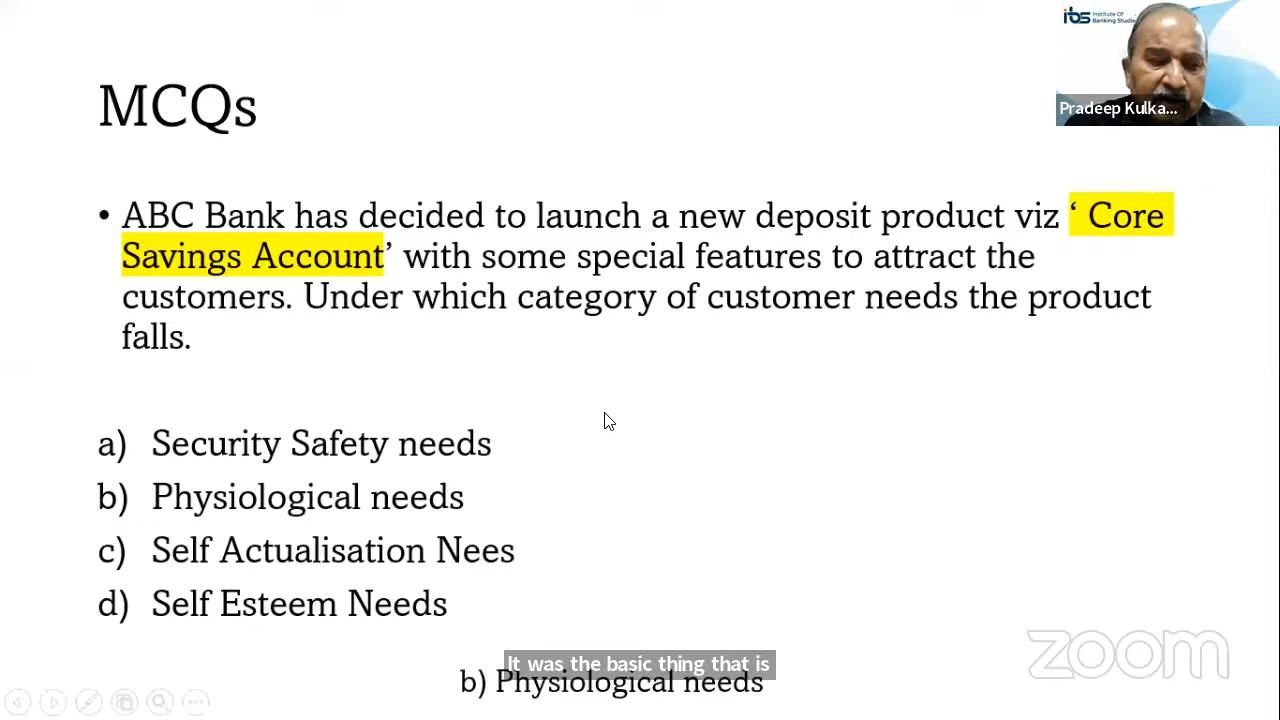 ibs Institute Of
Banking Studie
Pradeep Kulka...
MCQs
• ABC Bank has decided to launch a new deposit product viz ‘ Core
Savings Account’ with some special features to attract the
customers. Under which category of customer needs the product
falls.
a) Security Safety needs
b) Physiological needs
c) Self Actualisation Nees
d) Self Esteem Needs
It was the basic thing that is
b) Physiological needs
zoom